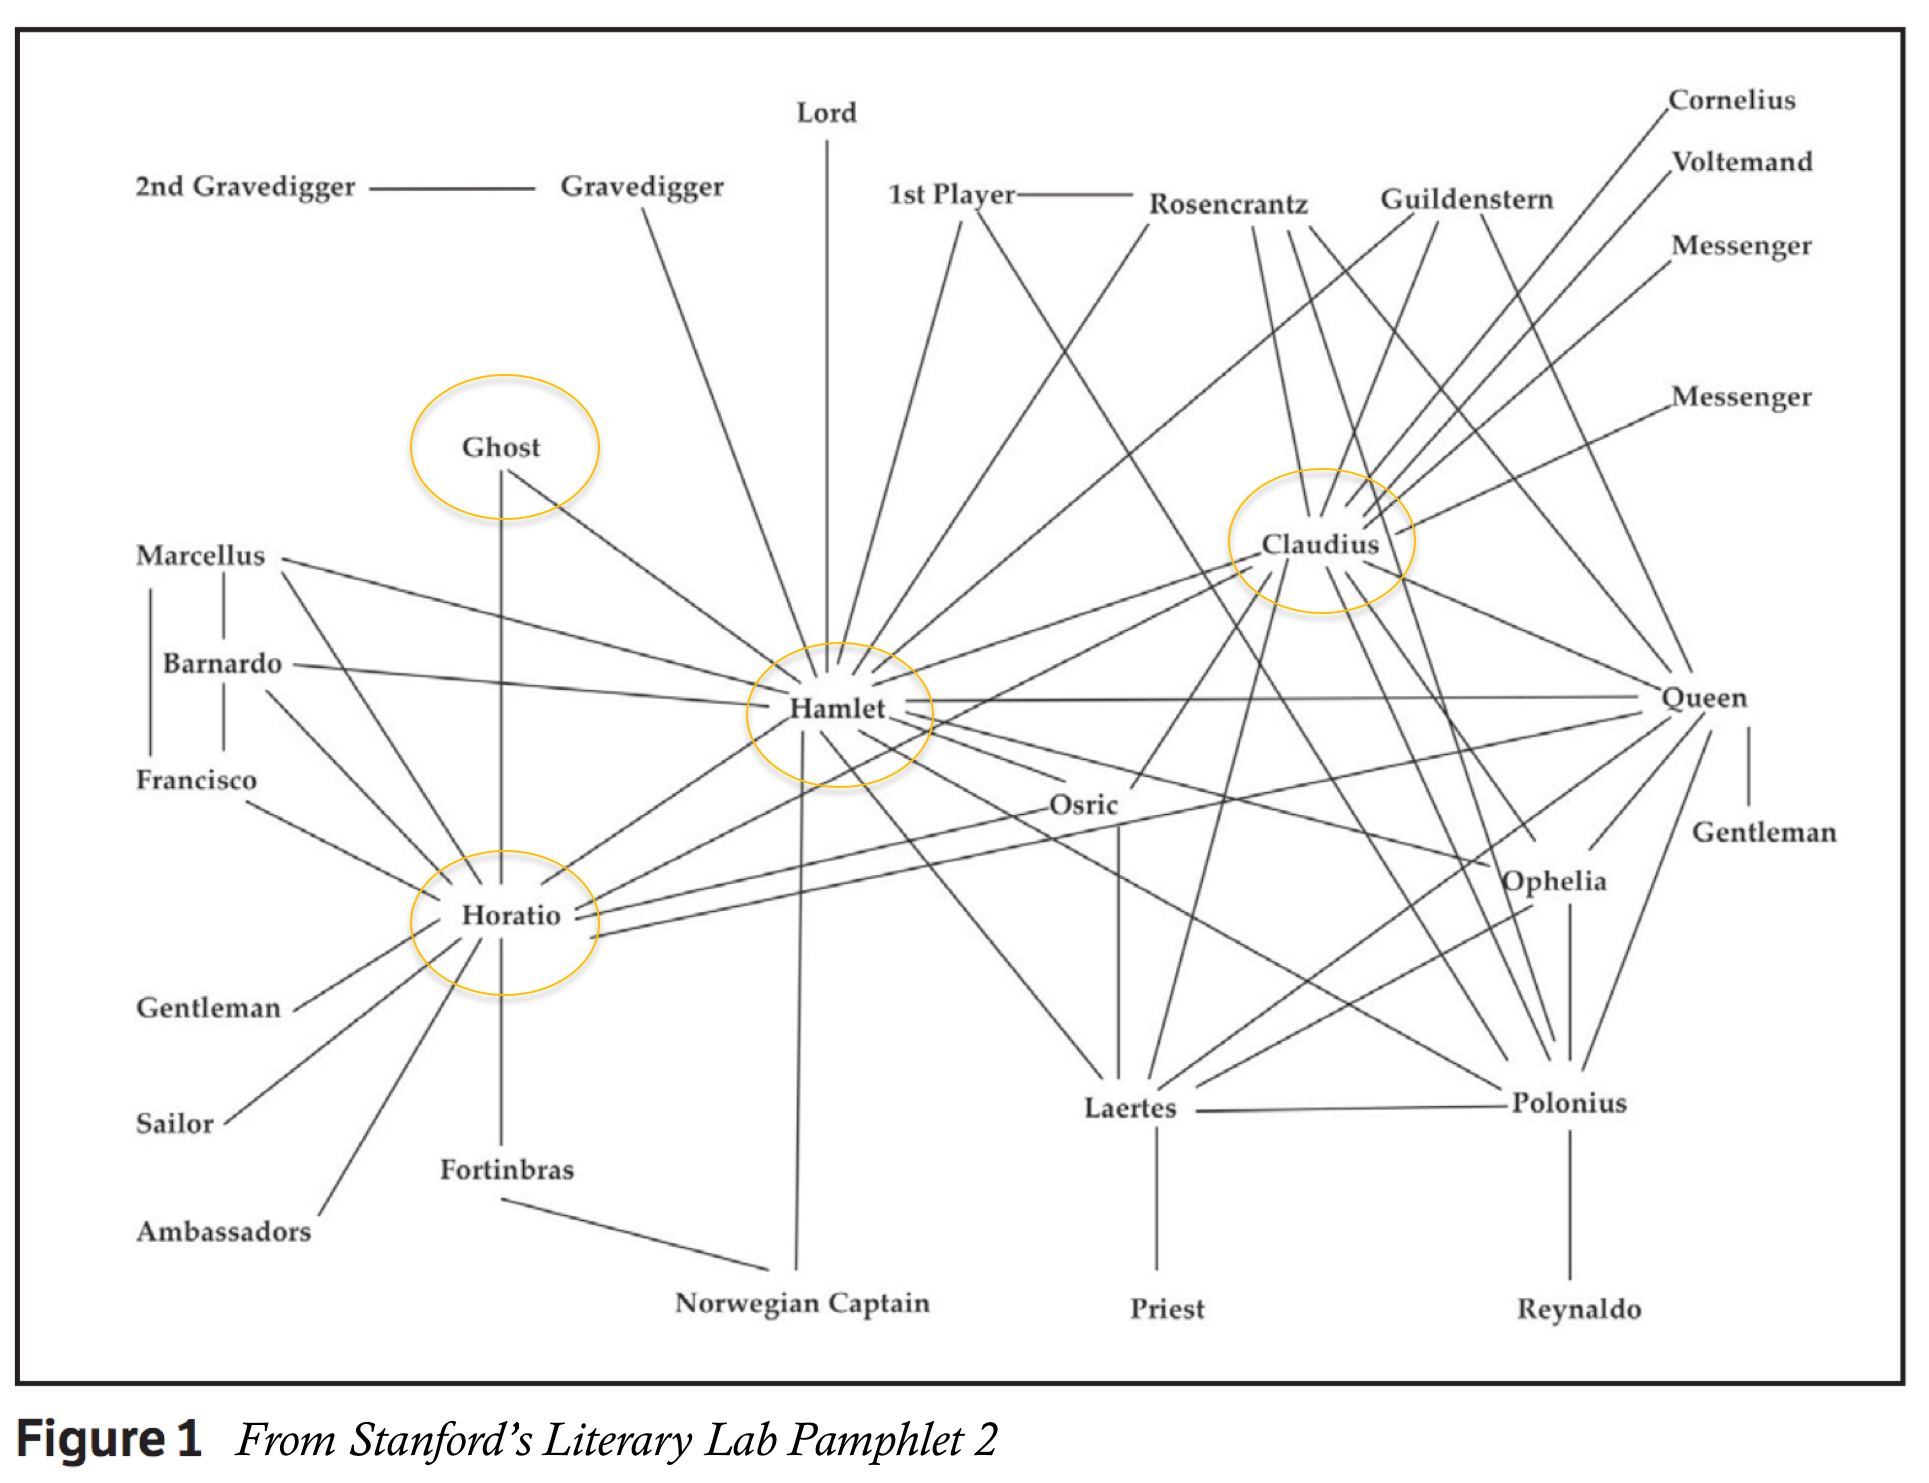 Cornelius
Lord
Voltemand
2nd Gravedigger
Gravedigger
1st Player
Rosencrantz
Guildenstern
Messenger
Messenger
Ghost
Claudius
Marcellus
Barnardo
Queen
Hamlet
Francisco
Osric
Gentleman
Ophelia
Horatio
Gentleman
Polonius
Laertes
Sailor
Fortinbras
Ambassadors
Norwegian Captain
Priest
Reynaldo
Figure 1 From Stanford's Literary Lab Pamphlet 2